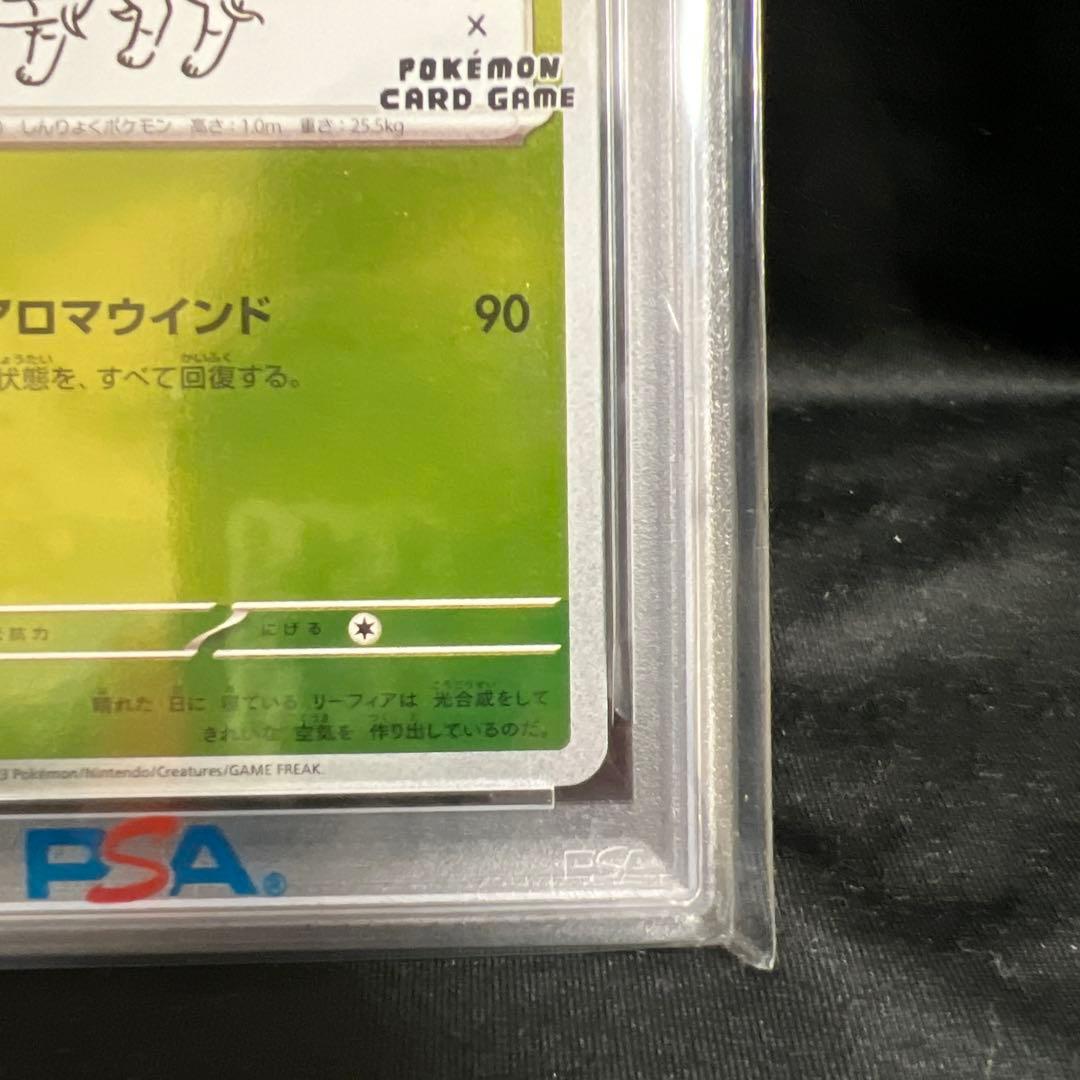 ×
POKÉMON
CARD GAME
しんりょくポケモン 高さ：1.0m 重さ：25.5kg
アロマウインド 90
状態を、すべて回復する。
抗力 にげる
晴れた 日に 寝ている リーフィアは 光合成をして
きれいな 空気を 作り出しているのだ。
3 Pokémon/Nintendo/Creatures/GAME FREAK.
PSA®
PSA